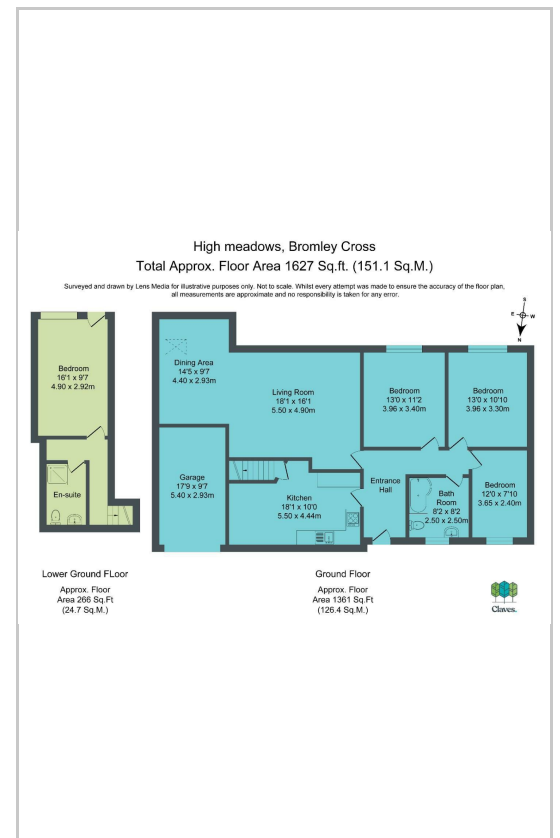 High meadows, Bromley Cross
Total Approx. Floor Area 1627 Sq.ft. (151.1 Sq.M.)
Surveyed and drawn by Lens Media for illustrative purposes only. Not to scale. Whilst every attempt was made to ensure the accuracy of the floor plan,
all measurements are approximate and no responsibility is taken for any error.
S
E
W
N
Bedroom
16'1 x 9'7
4.90 x 2.92m
En-suite
Dining Area
14'5 x 9'7
4.40 x 2.93m
Living Room
18'1 x 16'1
5.50 x 4.90m
Bedroom
13'0 x 11'2
3.96 x 3.40m
Bedroom
13'0 x 10'10
3.96 x 3.30m
Garage
17'9 x 9'7
5.40 x 2.93m
Kitchen
18'1 x 10'0
5.50 x 4.44m
Entrance
Hall
Bath
Room
8'2 x 8'2
2.50 x 2.50m
Bedroom
12'0 x 7'10
3.65 x 2.40m
Lower Ground FLoor
Approx. Floor
Area 266 Sq.Ft
(24.7 Sq.M.)
Ground Floor
Approx. Floor
Area 1361 Sq.Ft
(126.4 Sq.M.)
Claves.